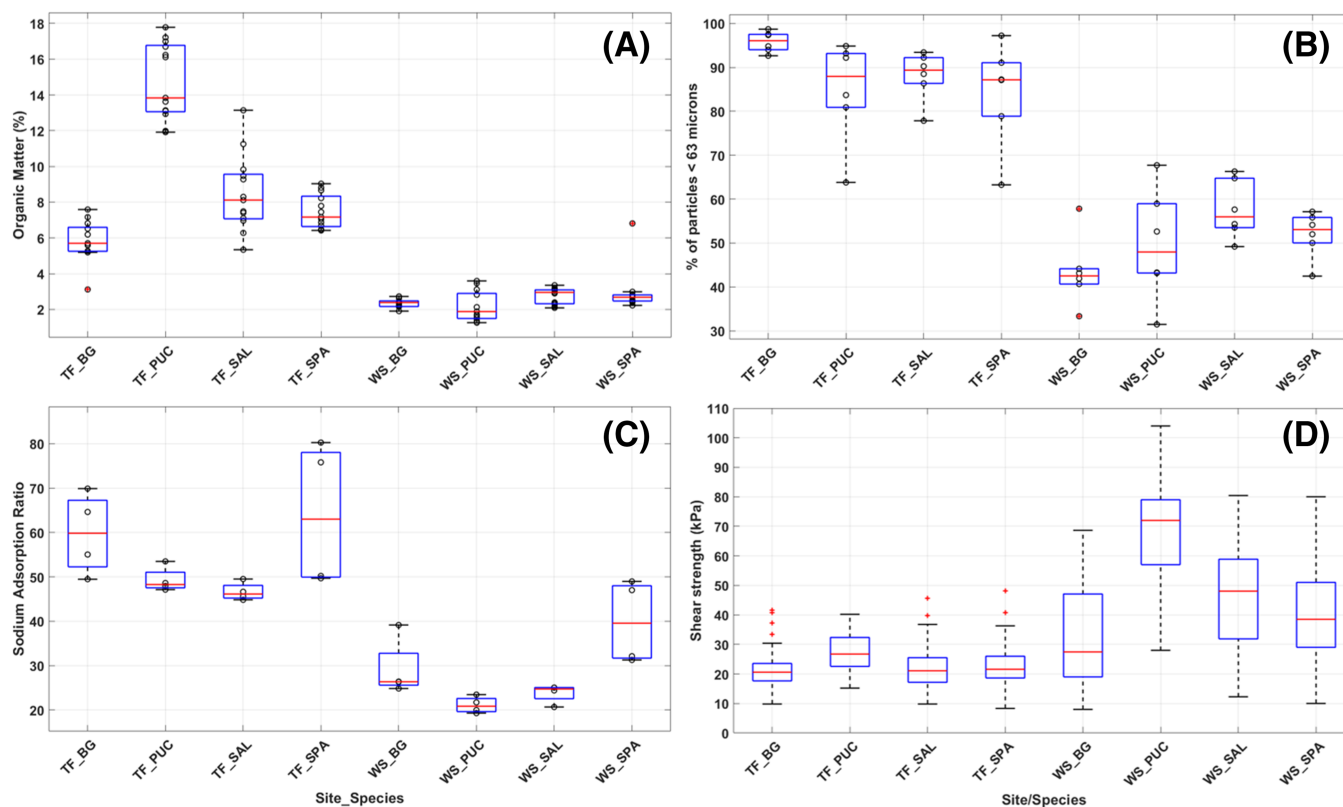 (A)
Organic Matter (%)
18
16
14
12
10
8
6
4
2
TF_BG
TF_PUC
TF_SAL
TF_SPA
WS_BG
WS_PUC
WS_SAL
WS_SPA
(B)
% of particles < 63 microns
100
90
80
70
60
50
40
30
TF_BG
TF_PUC
TF_SAL
TF_SPA
WS_BG
WS_PUC
WS_SAL
WS_SPA
(C)
Sodium Adsorption Ratio
80
70
60
50
40
30
20
TF_BG
TF_PUC
TF_SAL
TF_SPA
WS_BG
WS_PUC
WS_SAL
WS_SPA
Site_Species
(D)
Shear strength (kPa)
110
100
90
80
70
60
50
40
30
20
10
0
TF_BG
TF_PUC
TF_SAL
TF_SPA
WS_BG
WS_PUC
WS_SAL
WS_SPA
Site/Species